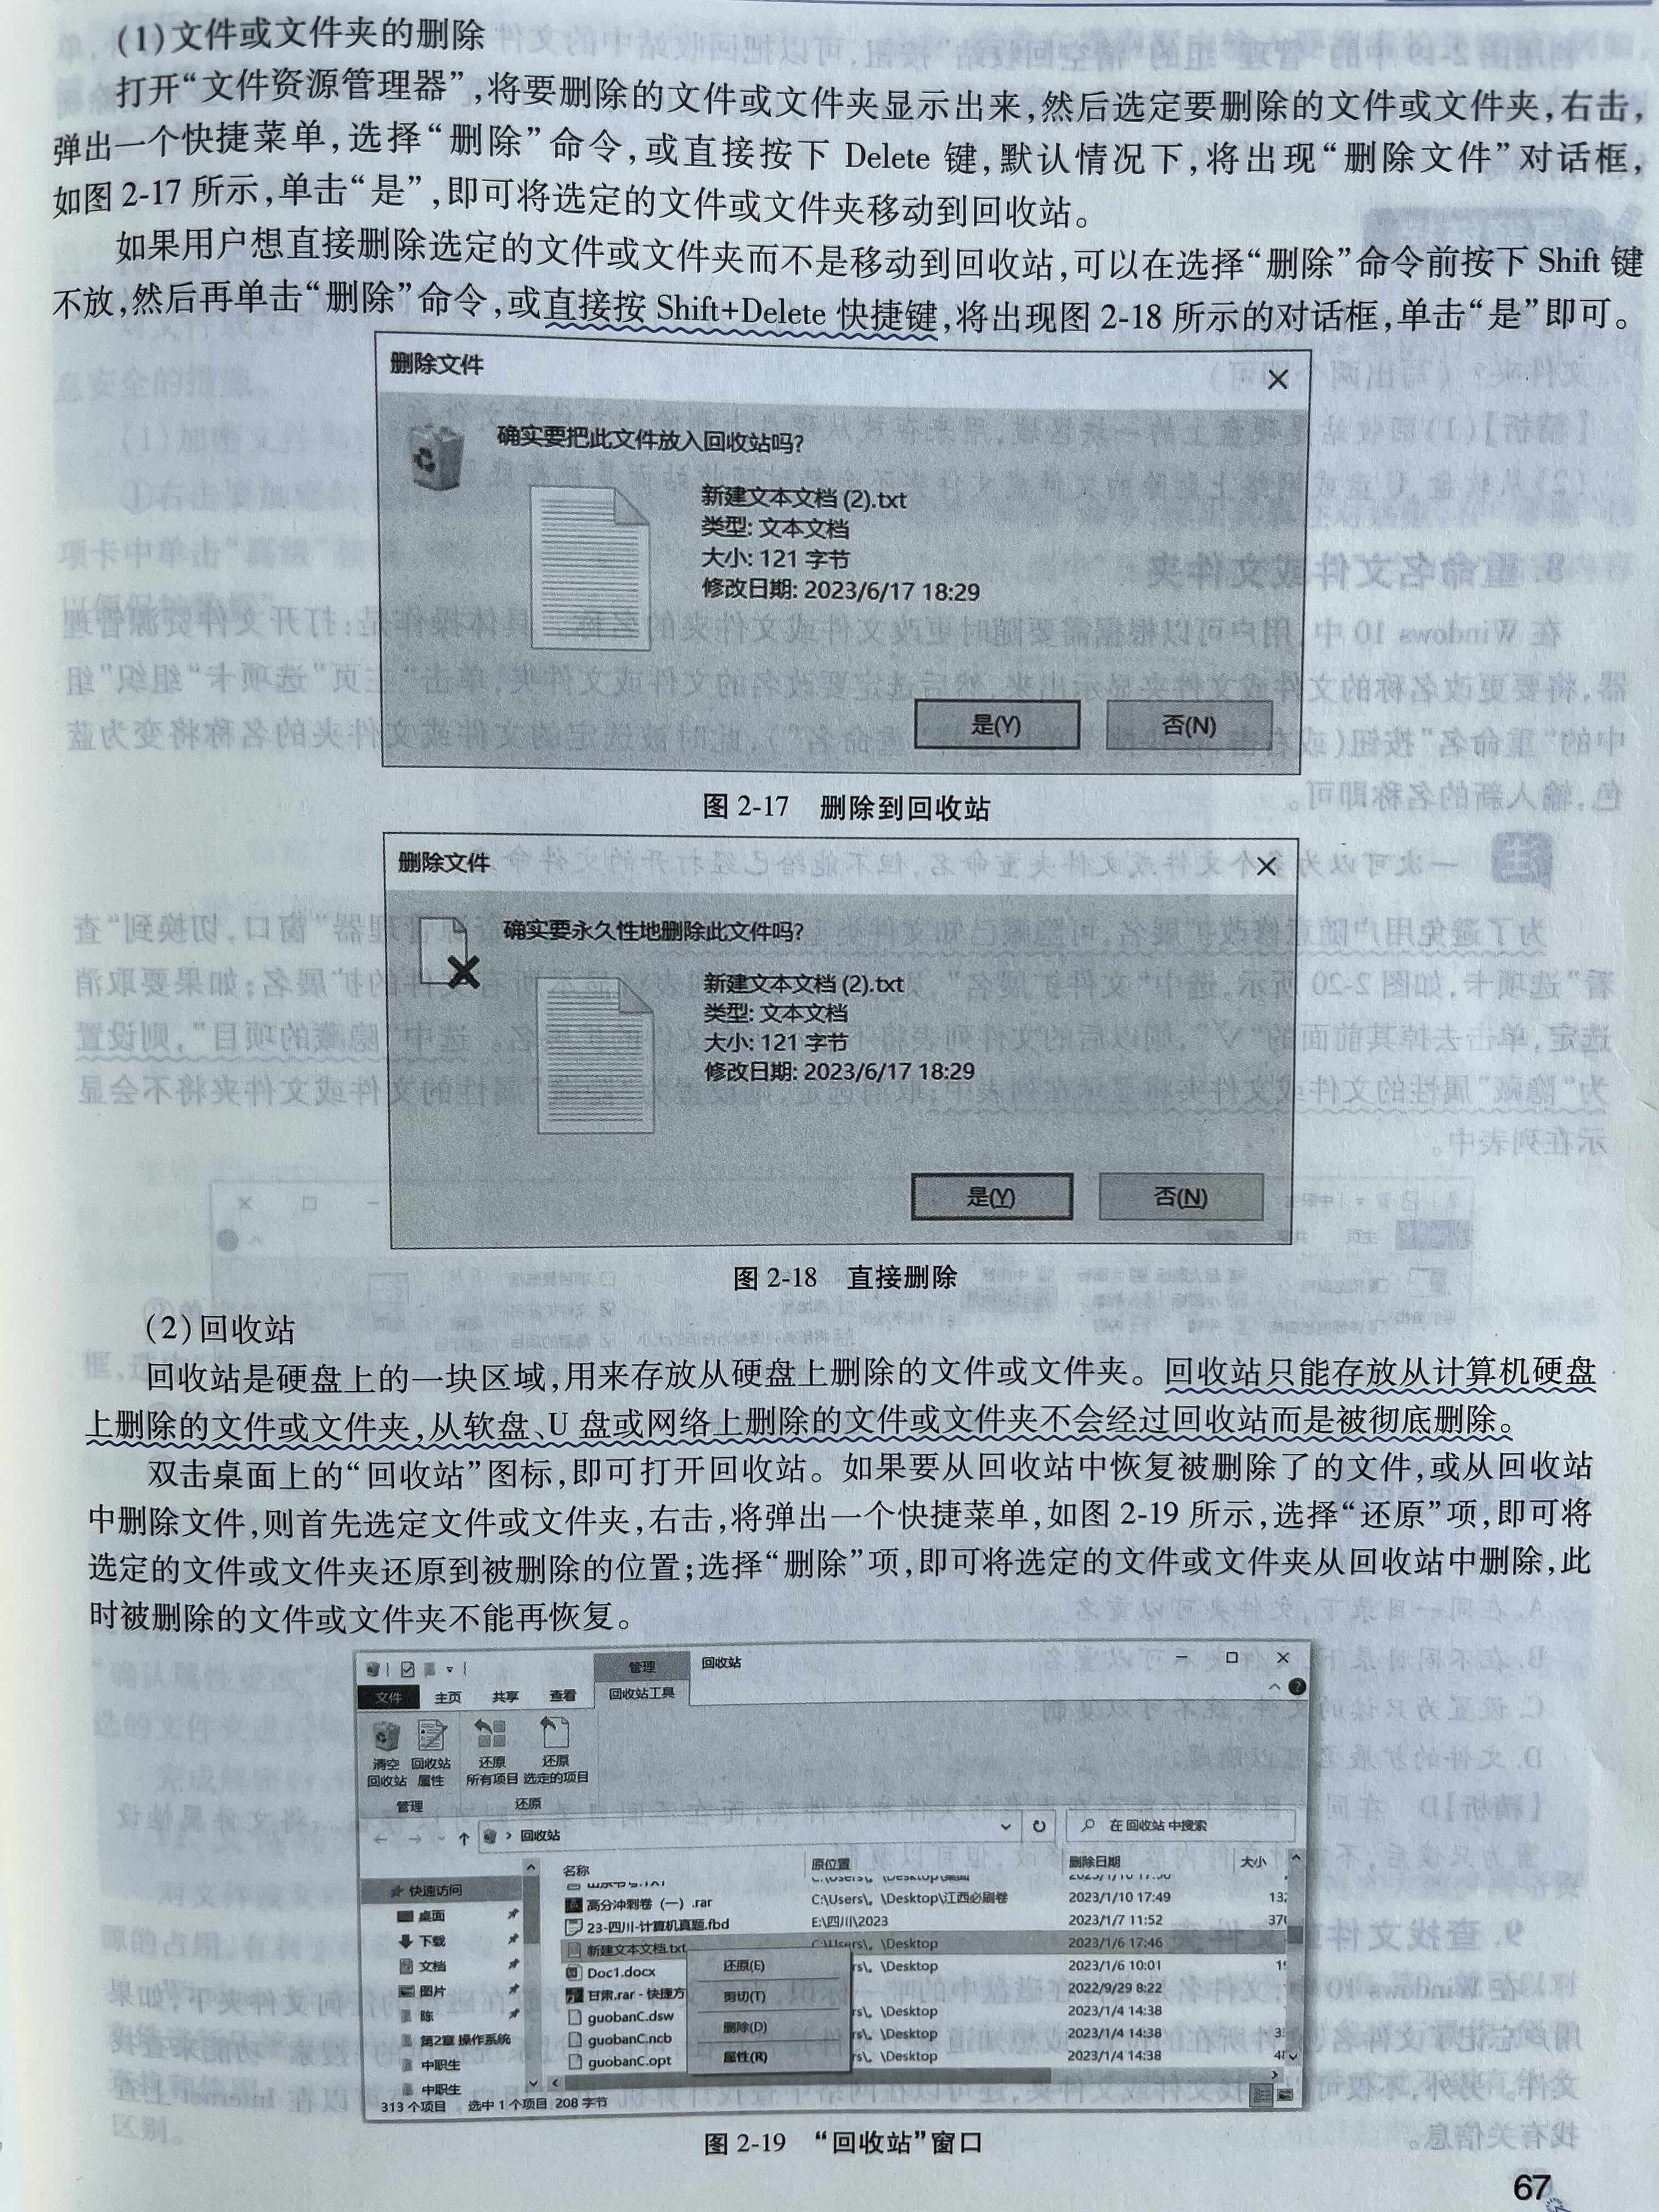 (1)文件或文件夹的删除
打开“文件资源管理器”,将要删除的文件或文件夹显示出来,然后选定要删除的文件或文件夹,右击,
弹出一个快捷菜单,选择“删除”命令,或直接按下 Delete 键,默认情况下,将出现“删除文件”对话框,
如图 2-17 所示,单击“是”,即可将选定的文件或文件夹移动到回收站。
如果用户想直接删除选定的文件或文件夹而不是移动到回收站,可以在选择“删除”命令前按下 Shift 键
不放,然后再单击“删除”命令,或直接按 Shift+Delete 快捷键,将出现图 2-18 所示的对话框,单击“是”即可。
删除文件
确实要把此文件放入回收站吗?
新建文本文档 (2).txt
类型: 文本文档
大小: 121 字节
修改日期: 2023/6/17 18:29
是(Y) 否(N)
图 2-17 删除到回收站
删除文件
确实要永久性地删除此文件吗?
新建文本文档 (2).txt
类型: 文本文档
大小: 121 字节
修改日期: 2023/6/17 18:29
是(Y) 否(N)
图 2-18 直接删除
(2)回收站
回收站是硬盘上的一块区域,用来存放从硬盘上删除的文件或文件夹。回收站只能存放从计算机硬盘
上删除的文件或文件夹,从软盘、U 盘或网络上删除的文件或文件夹不会经过回收站而是被彻底删除。
双击桌面上的“回收站”图标,即可打开回收站。如果要从回收站中恢复被删除了的文件,或从回收站
中删除文件,则首先选定文件或文件夹,右击,将弹出一个快捷菜单,如图 2-19 所示,选择“还原”项,即可将
选定的文件或文件夹还原到被删除的位置;选择“删除”项,即可将选定的文件或文件夹从回收站中删除,此
时被删除的文件或文件夹不能再恢复。
管理 回收站
文件 主页 共享 查看 回收站工具
清空 回收站 还原 还原
回收站 属性 所有项目 选定的项目
管理 还原
回收站 在 回收站 中搜索
名称 原位置 删除日期 大小
快速访问
桌面
下载
文档
图片
陈
第2章 操作系统
中职生
中职生
高分冲刺卷（一）.rar C:\Users\。\Desktop\江西必刷卷 2023/1/10 17:49
23-四川-计算机真题.fbd E:\四川\2023 2023/1/7 11:52
新建文本文档.txt C:\Users\。\Desktop 2023/1/6 17:46
Doc1.docx \Desktop 2023/1/6 10:01
甘肃.rar - 快捷方 2022/9/29 8:22
guobanC.dsw \Desktop 2023/1/4 14:38
guobanC.ncb \Desktop 2023/1/4 14:38
guobanC.opt \Desktop 2023/1/4 14:38
还原(E)
剪切(T)
删除(D)
属性(R)
313 个项目 选中 1 个项目 208 字节
图 2-19 “回收站”窗口
67